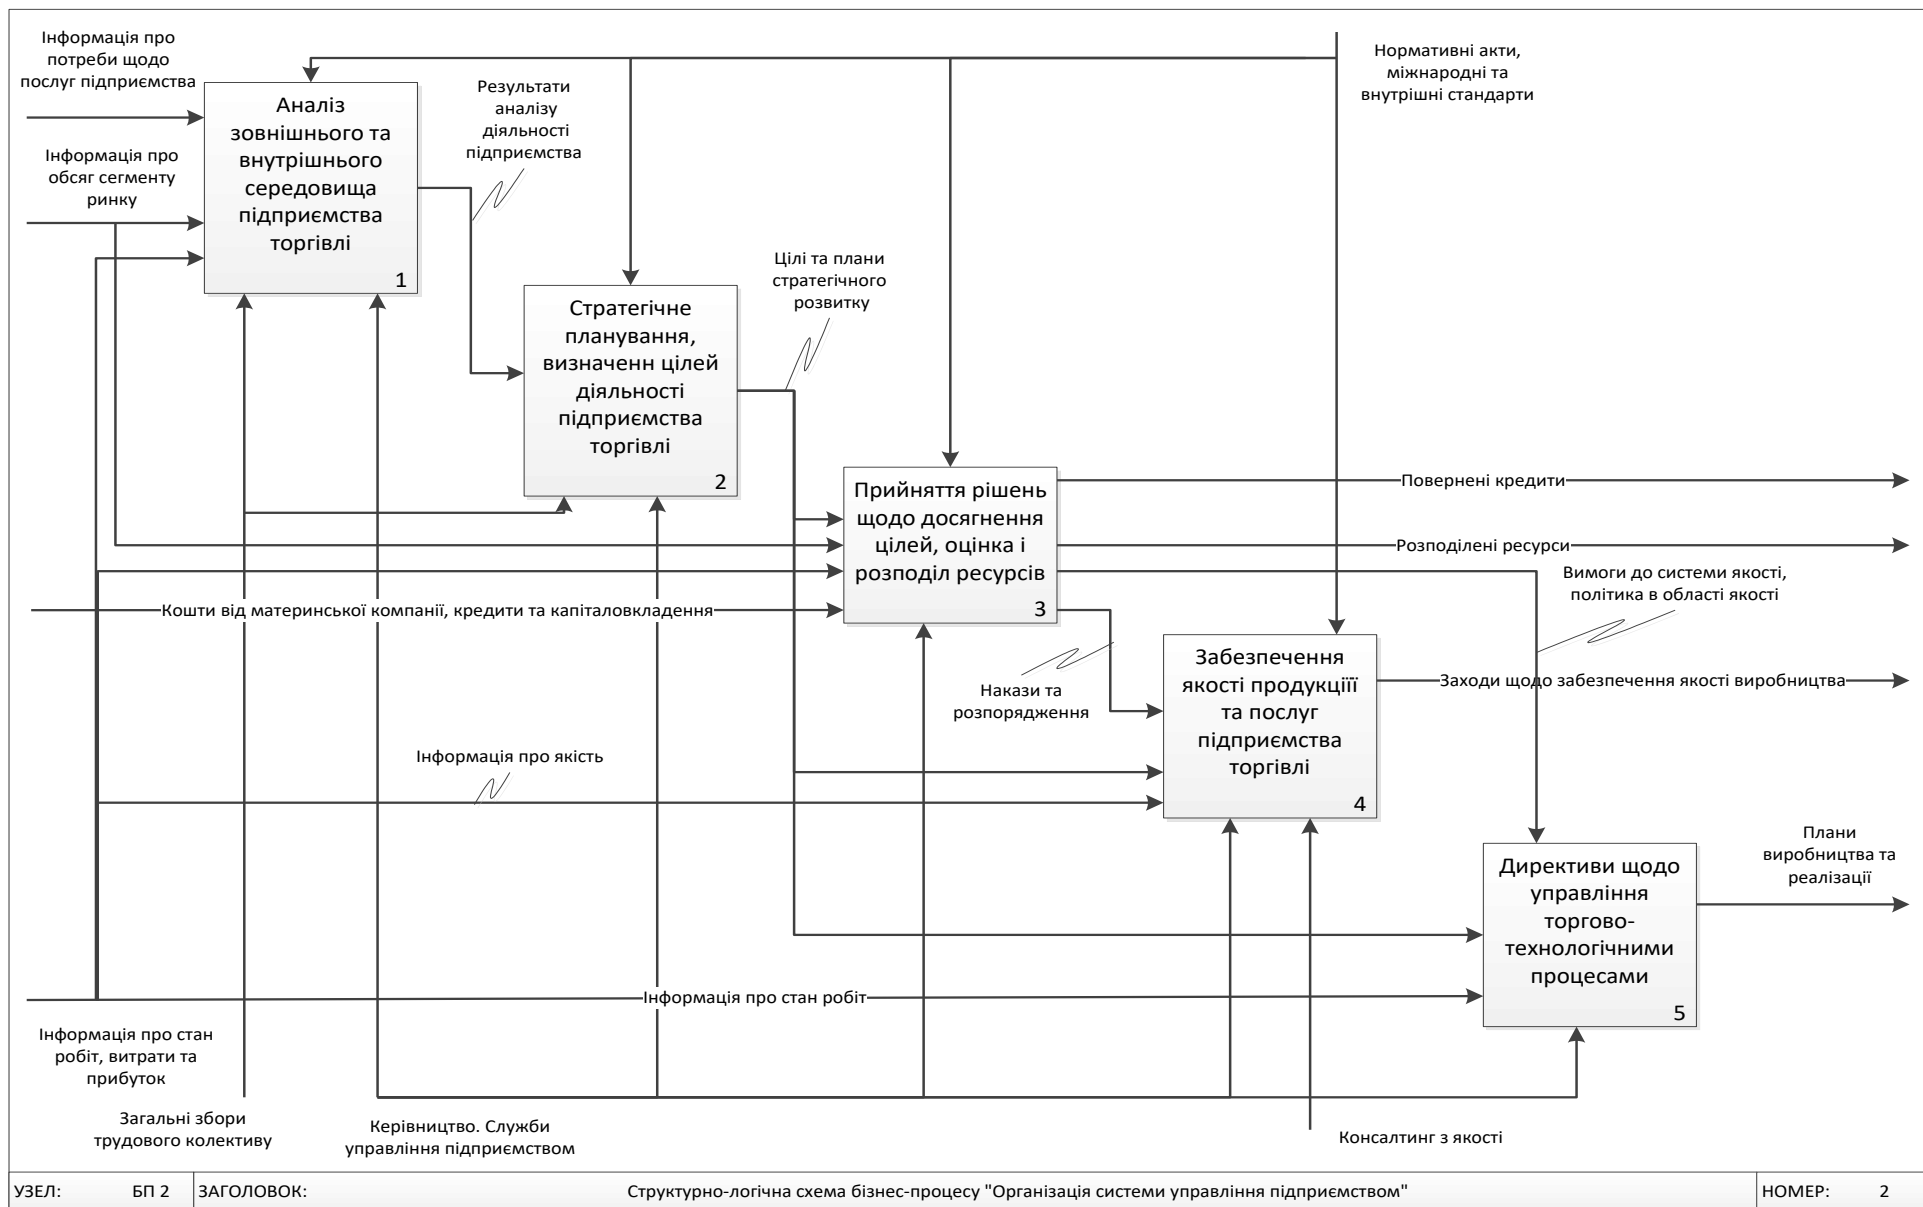 Інформація про
потреби щодо
послуг підприємства
Нормативні акти,
міжнародні та
внутрішні стандарти
Результати
аналізу
діяльності
підприємства
Аналіз
зовнішнього та
внутрішнього
середовища
підприємства
торгівлі
1
Інформація про
обсяг сегменту
ринку
Цілі та плани
стратегічного
розвитку
Стратегічне
планування,
визначенн цілей
діяльності
підприємства
торгівлі
2
Прийняття рішень
щодо досягнення
цілей, оцінка і
розподіл ресурсів
3
Повернені кредити
Розподілені ресурси
Вимоги до системи якості,
політика в області якості
Кошти від материнської компанії, кредити та капіталовкладення
Накази та
розпорядження
Забезпечення
якості продукціїї
та послуг
підприємства
торгівлі
4
Заходи щодо забезпечення якості виробництва
Інформація про якість
Плани
виробництва та
реалізації
Директиви щодо
управління
торгово-
технологічними
процесами
5
Інформація про стан робіт
Інформація про стан
робіт, витрати та
прибуток
Загальні збори
трудового колективу
Керівництво. Служби
управління підприємством
Консалтинг з якості
УЗЕЛ: БП 2 ЗАГОЛОВОК: Структурно-логічна схема бізнес-процесу "Організація системи управління підприємством" НОМЕР: 2